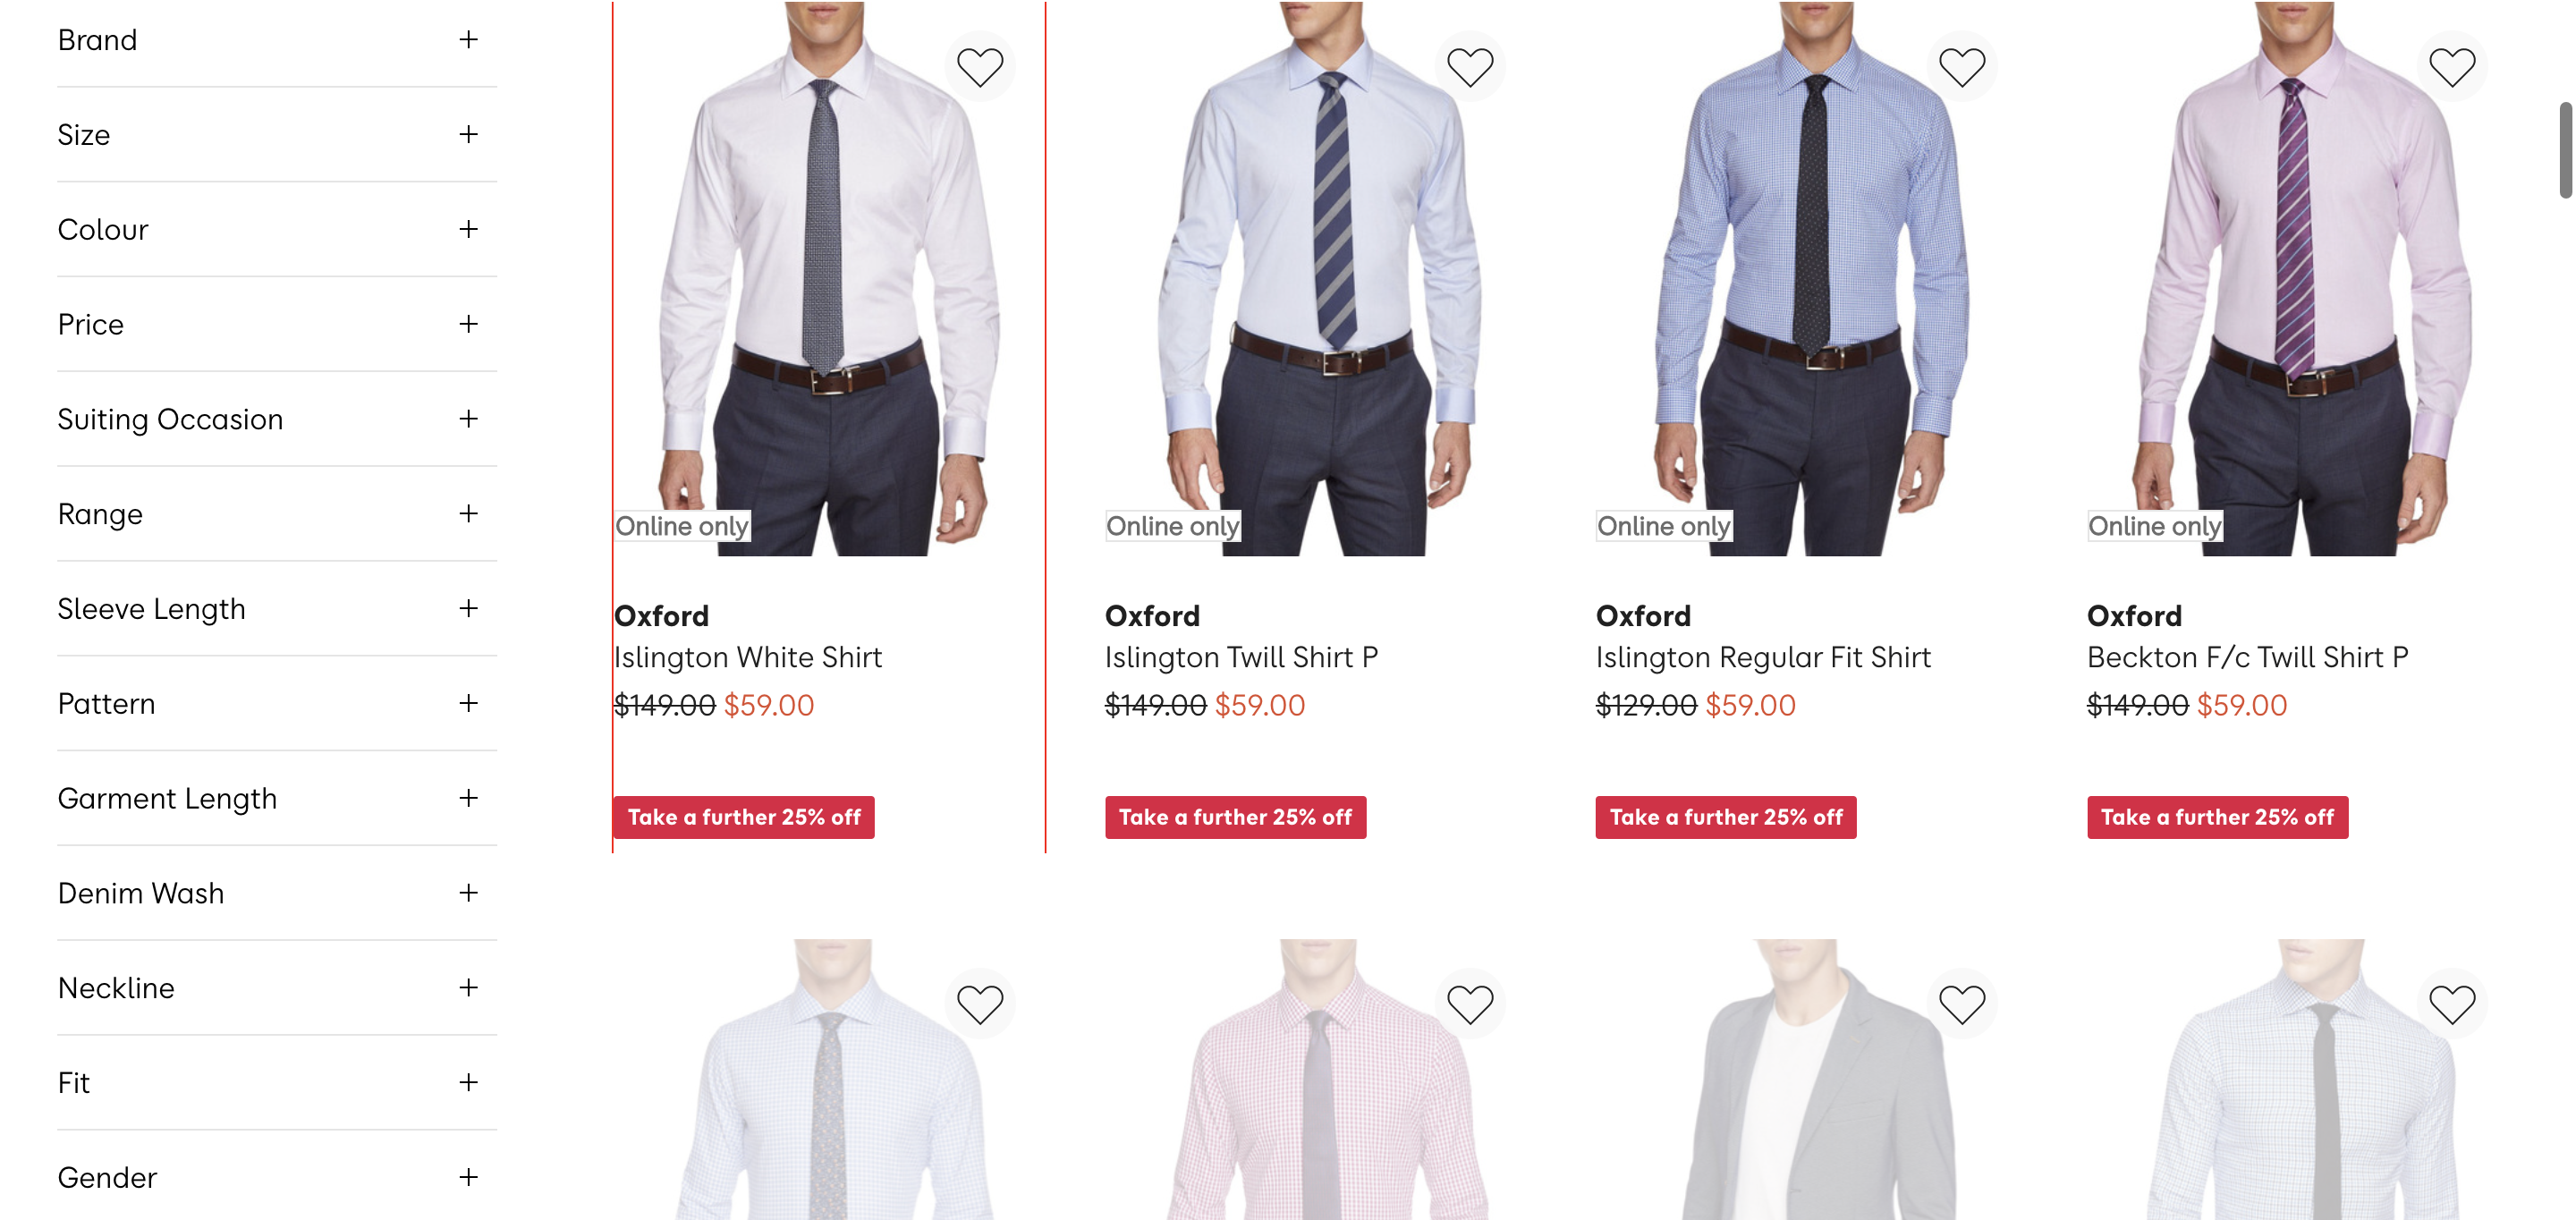 Brand
Size
Colour
Price
Suiting Occasion
Range
Sleeve Length
Pattern
Garment Length
Denim Wash
Neckline
Fit
Gender
Online only
Oxford
Islington White Shirt
$149.00 $59.00
Take a further 25% off
Online only
Oxford
Islington Twill Shirt P
$149.00 $59.00
Take a further 25% off
Online only
Oxford
Islington Regular Fit Shirt
$129.00 $59.00
Take a further 25% off
Online only
Oxford
Beckton F/c Twill Shirt P
$149.00 $59.00
Take a further 25% off